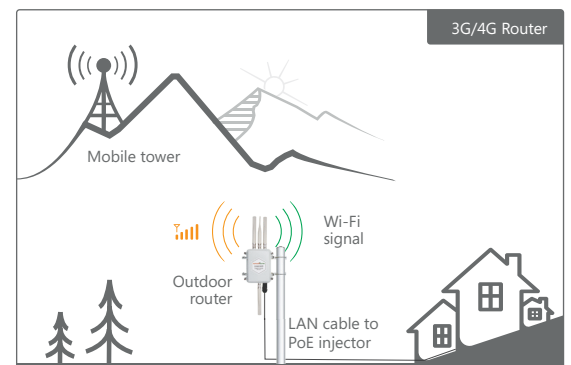 3G/4G Router
Mobile tower
Wi-Fi
signal
Outdoor
router
LAN cable to
PoE injector